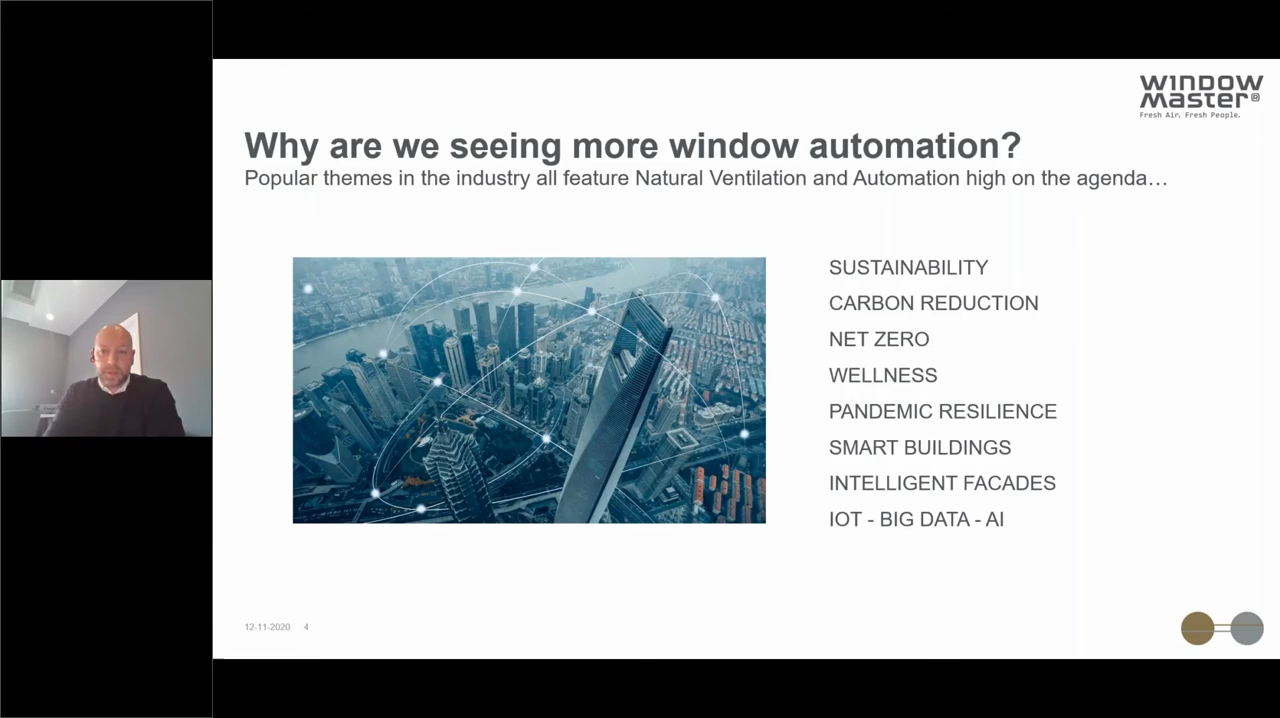 WINDOW
MASTER®
Fresh Air. Fresh People.
Why are we seeing more window automation?
Popular themes in the industry all feature Natural Ventilation and Automation high on the agenda…
SUSTAINABILITY
CARBON REDUCTION
NET ZERO
WELLNESS
PANDEMIC RESILIENCE
SMART BUILDINGS
INTELLIGENT FACADES
IOT - BIG DATA - AI
12-11-2020 4